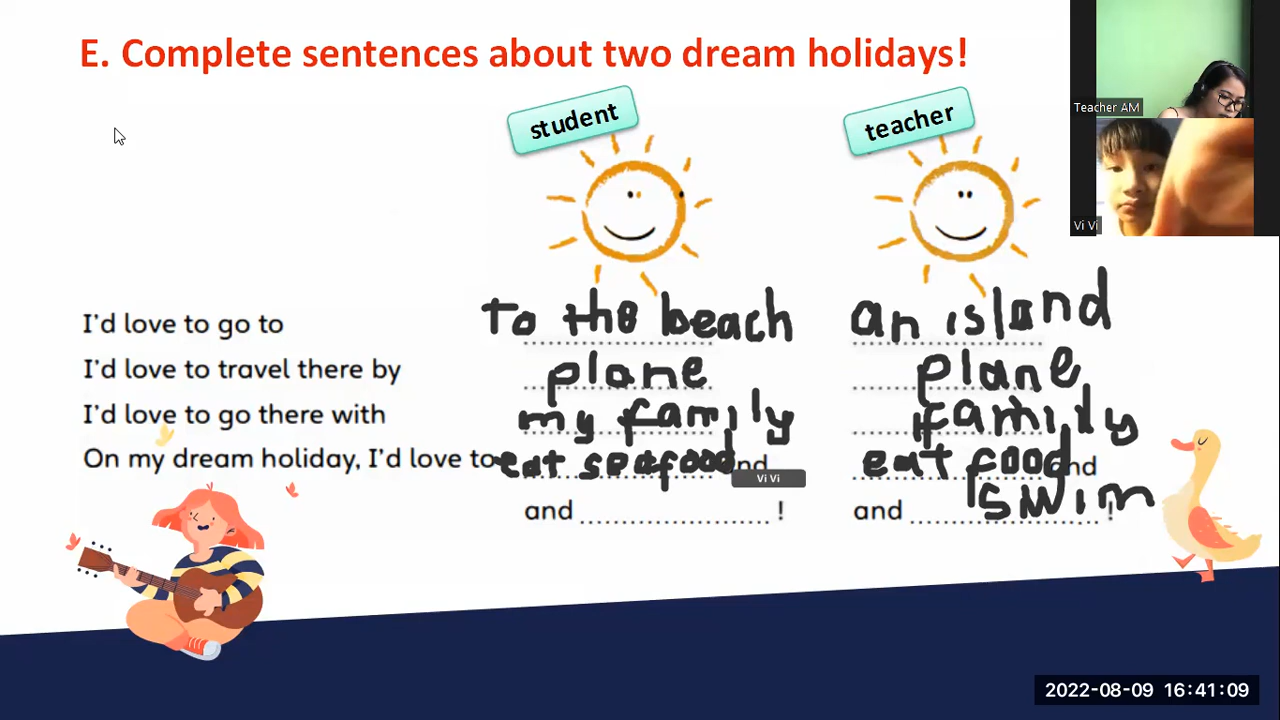 E. Complete sentences about two dream holidays!
student
teacher
Teacher AM
Vi Vi
I'd love to go to to the beach an island
I'd love to travel there by plane plane
I'd love to go there with my family family
On my dream holiday, I'd love to eat seafood and eat food and
Vi Vi
and ........................ ! and swim !
2022-08-09 16:41:09